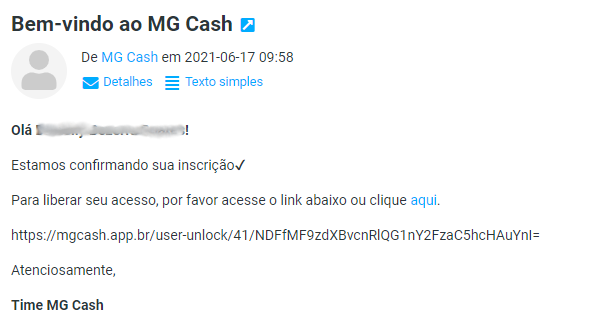 Bem-vindo ao MG Cash
De MG Cash em 2021-06-17 09:58
Detalhes Texto simples
Olá !
Estamos confirmando sua inscrição✓
Para liberar seu acesso, por favor acesse o link abaixo ou clique aqui.
https://mgcash.app.br/user-unlock/41/NDFfMF9zdXBvcnRlQG1nY2FzaC5hcHAuYnI=
Atenciosamente,
Time MG Cash